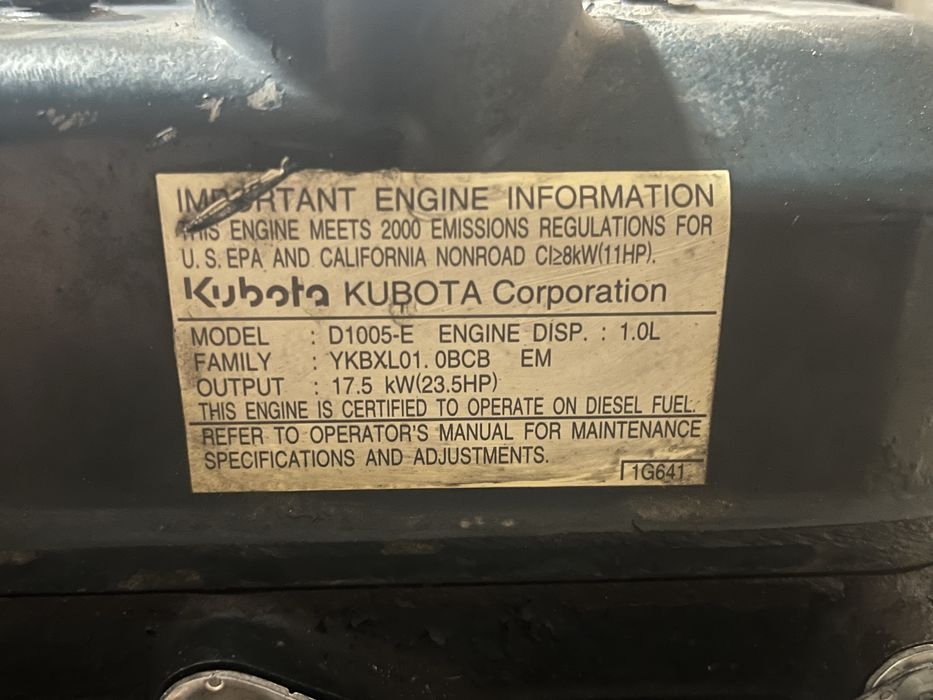 IMPORTANT ENGINE INFORMATION
THIS ENGINE MEETS 2000 EMISSIONS REGULATIONS FOR
U.S.EPA AND CALIFORNIA NONROAD CI≥8kW(11HP).
Kubota KUBOTA Corporation
MODEL : D1005-E ENGINE DISP. : 1.0L
FAMILY : YKBXL01.0BCB EM
OUTPUT : 17.5 kW(23.5HP)
THIS ENGINE IS CERTIFIED TO OPERATE ON DIESEL FUEL.
REFER TO OPERATOR'S MANUAL FOR MAINTENANCE
SPECIFICATIONS AND ADJUSTMENTS.
1G641